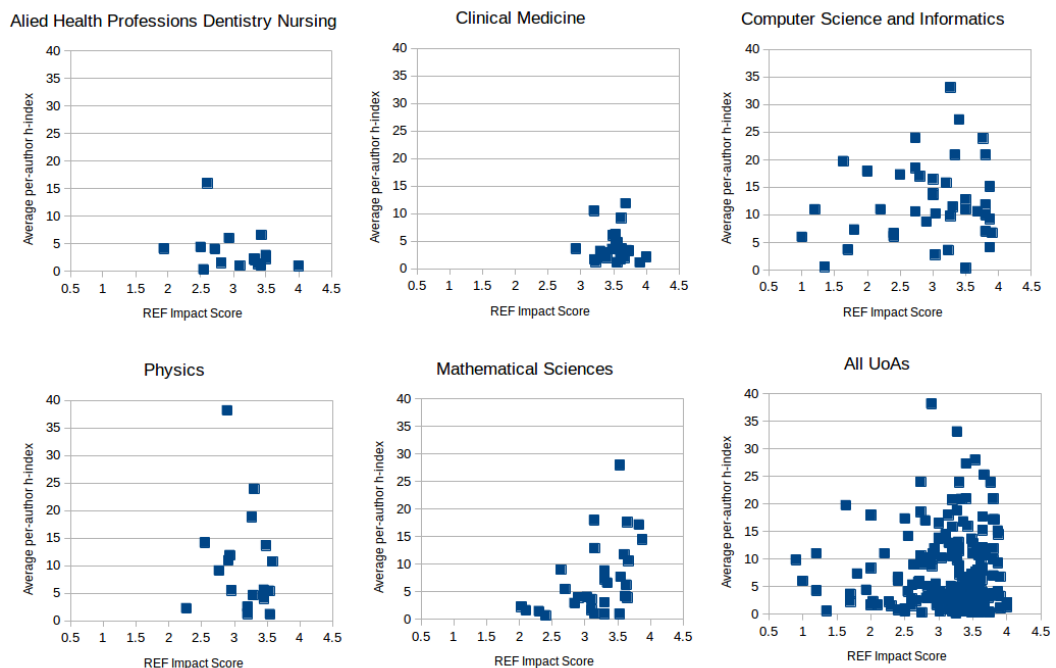 Alied Health Professions Dentistry Nursing
40
35
30
25
20
15
10
5
0
Average per-author h-index
0.5 1 1.5 2 2.5 3 3.5 4 4.5
REF Impact Score
Clinical Medicine
40
35
30
25
20
15
10
5
0
Average per-author h-index
0.5 1 1.5 2 2.5 3 3.5 4 4.5
REF Impact Score
Computer Science and Informatics
40
35
30
25
20
15
10
5
0
Average per-author h-index
0.5 1 1.5 2 2.5 3 3.5 4 4.5
REF Impact Score
Physics
40
35
30
25
20
15
10
5
0
Average per-author h-index
0.5 1 1.5 2 2.5 3 3.5 4 4.5
REF Impact Score
Mathematical Sciences
40
35
30
25
20
15
10
5
0
Average per-author h-index
0.5 1 1.5 2 2.5 3 3.5 4 4.5
REF Impact Score
All UoAs
40
35
30
25
20
15
10
5
0
Average per-author h-index
0.5 1 1.5 2 2.5 3 3.5 4 4.5
REF Impact Score